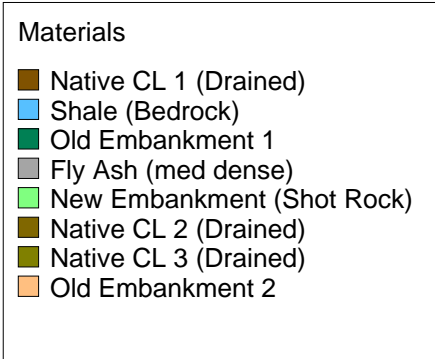 Materials
Native CL 1 (Drained)
Shale (Bedrock)
Old Embankment 1
Fly Ash (med dense)
New Embankment (Shot Rock)
Native CL 2 (Drained)
Native CL 3 (Drained)
Old Embankment 2